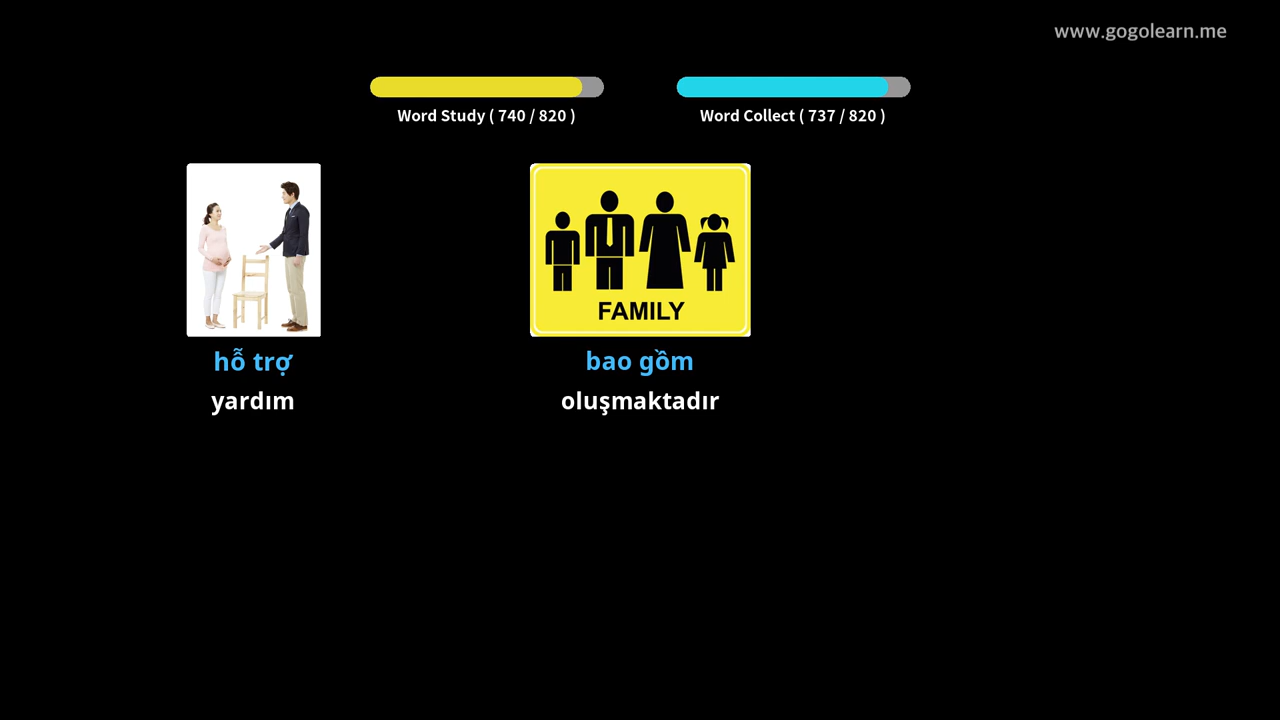 www.gogolearn.me
Word Study ( 740 / 820 )
Word Collect ( 737 / 820 )
FAMILY
hỗ trợ
bao gồm
yardım
oluşmaktadır